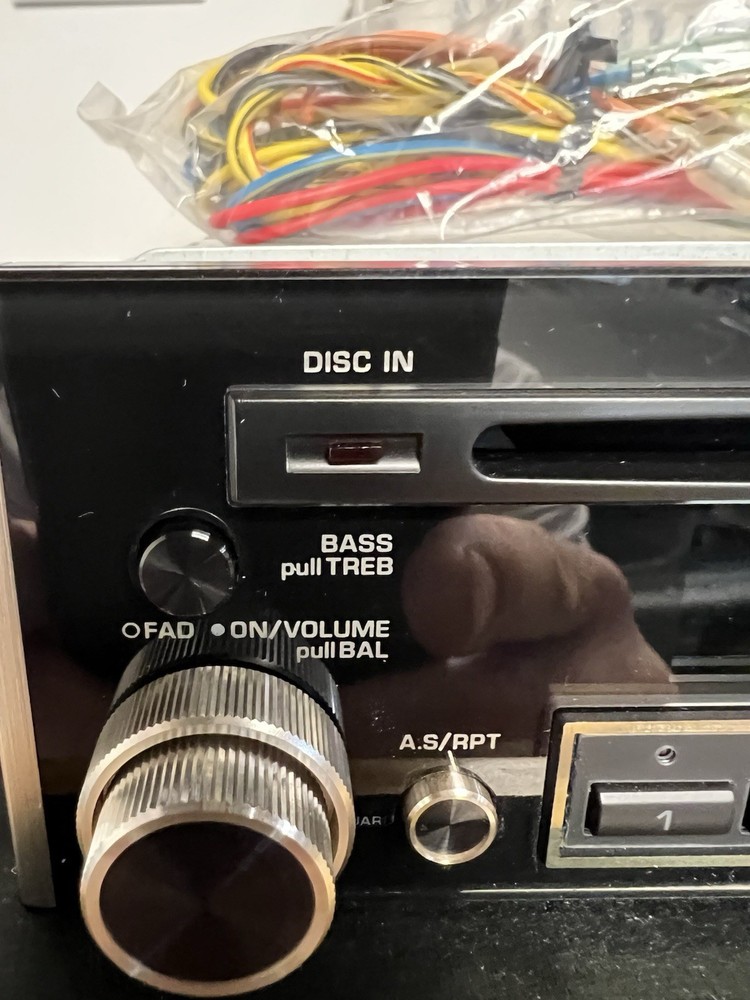 DISC IN
BASS
pull TREB
FAD ON/VOLUME
pull BAL
A.S/RPT
1